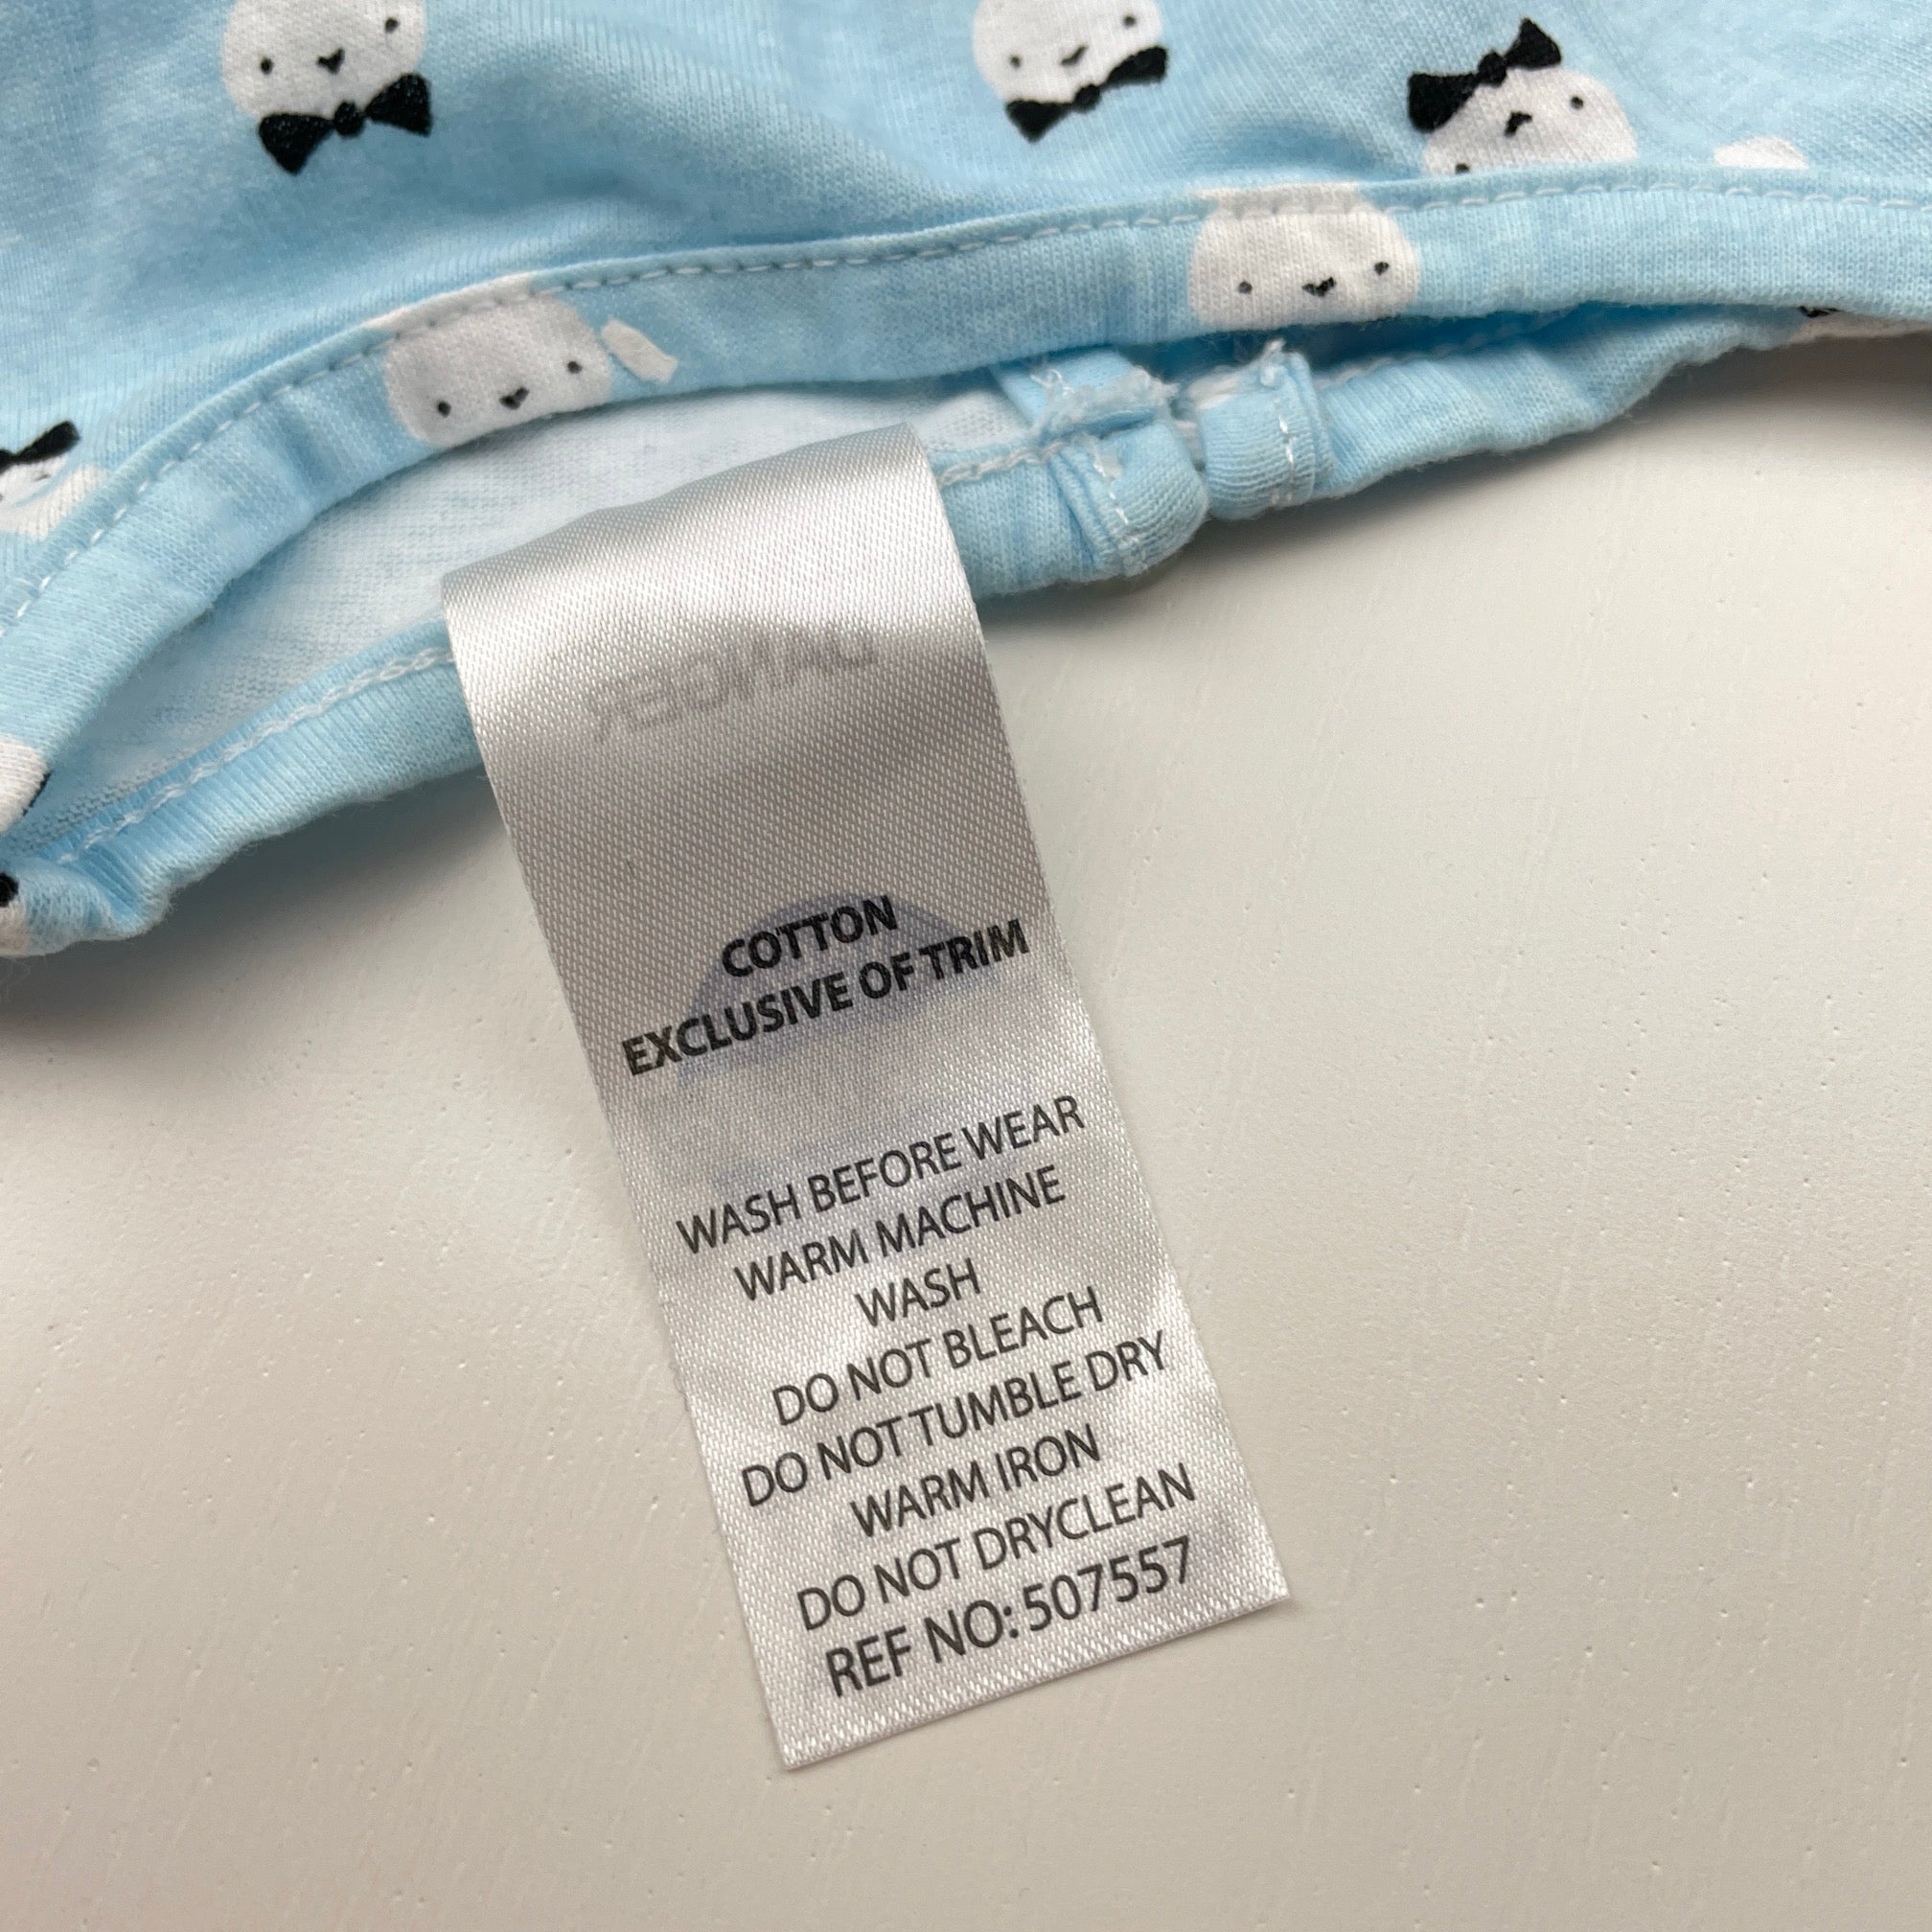 DANGER
COTTON
EXCLUSIVE OF TRIM
WASH BEFORE WEAR
WARM MACHINE
WASH
DO NOT BLEACH
DO NOT TUMBLE DRY
WARM IRON
DO NOT DRYCLEAN
REF NO: 507557